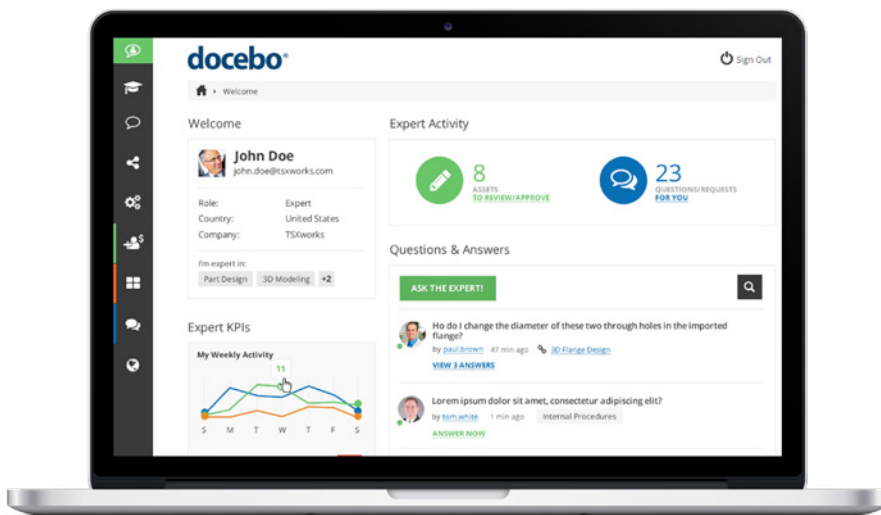 docebo®
Sign Out
Welcome
Welcome
John Doe
john.doe@tsxworks.com
Role: Expert
Country: United States
Company: TSXworks
I'm expert in:
Part Design 3D Modeling +2
Expert KPIs
My Weekly Activity
11
S M T W T F S
Expert Activity
8
ASSETS
TO REVIEW/APPROVE
23
QUESTIONS/REQUESTS
FOR YOU
Questions & Answers
ASK THE EXPERT!
Ho do I change the diameter of these two through holes in the imported
flange?
by paul.brown 47 min ago 3D Flange Design
VIEW 3 ANSWERS
Lorem ipsum dolor sit amet, consectetur adipiscing elit?
by tom.white 1 min ago Internal Procedures
ANSWER NOW